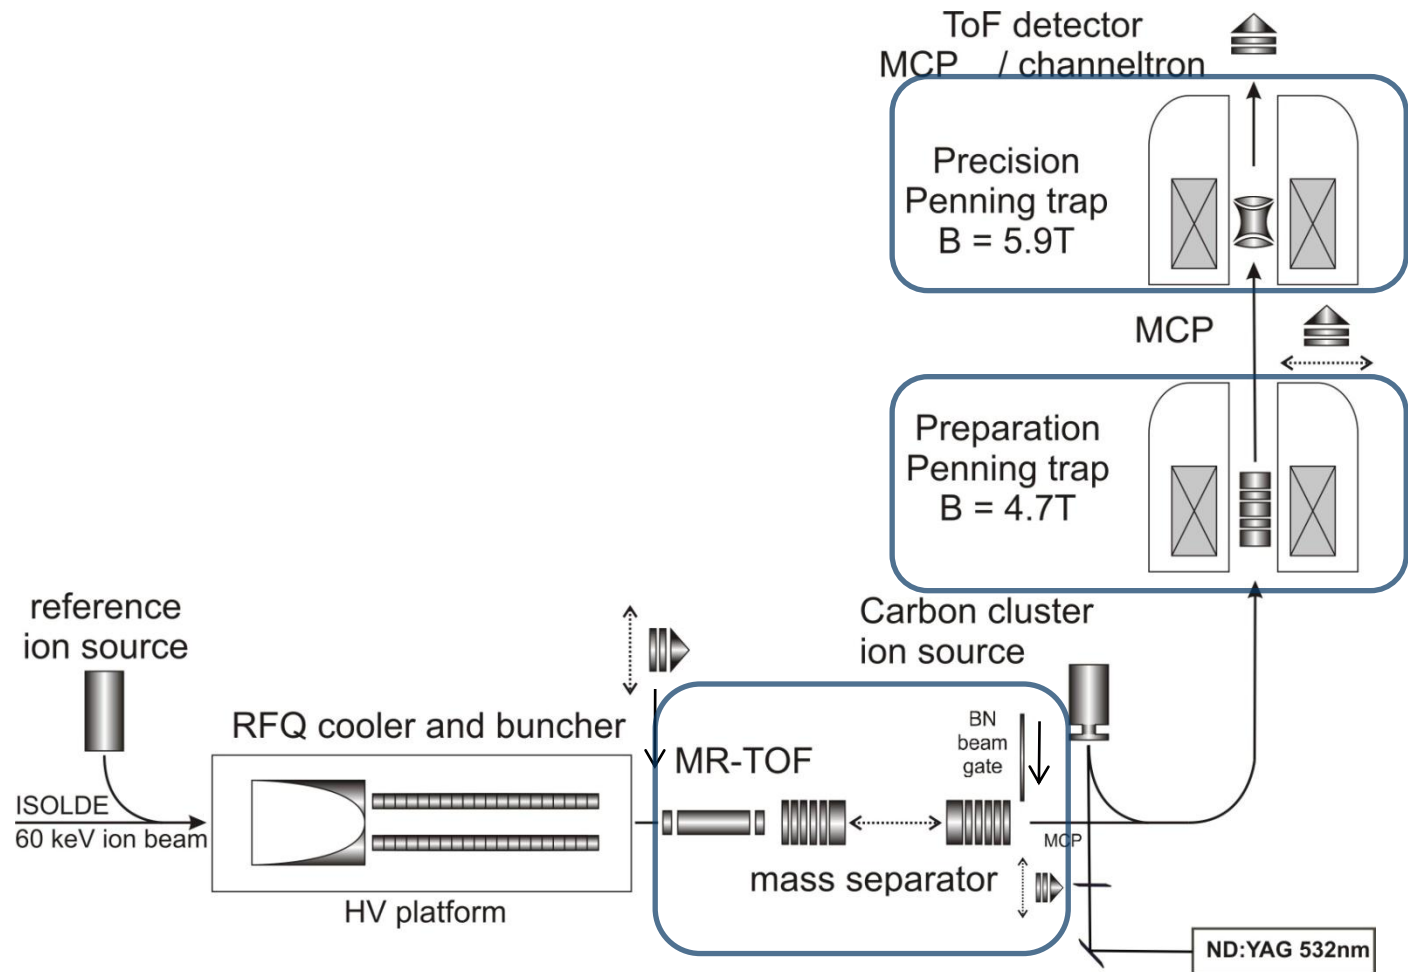 ToF detector
MCP / channeltron
Precision
Penning trap
B = 5.9T
MCP
Preparation
Penning trap
B = 4.7T
reference
ion source
Carbon cluster
ion source
RFQ cooler and buncher
BN
beam
gate
MR-TOF
ISOLDE
60 keV ion beam
MCP
mass separator
HV platform
ND:YAG 532nm